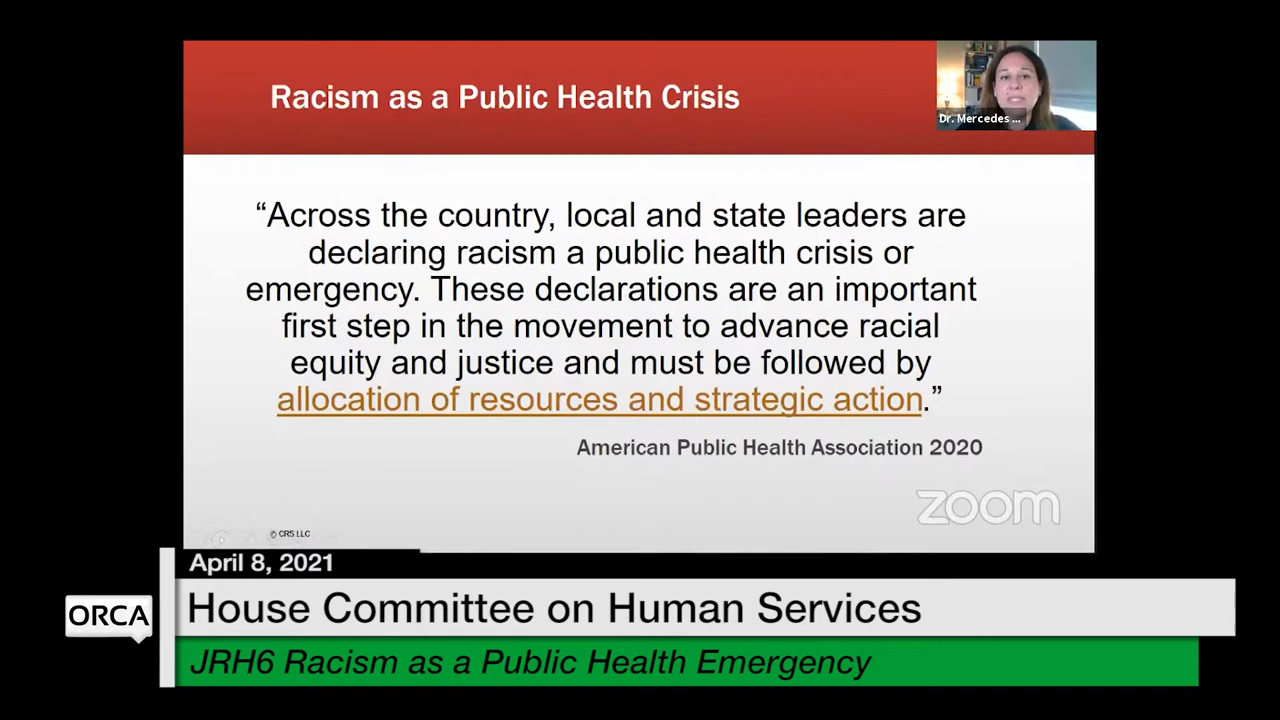 Racism as a Public Health Crisis
Dr. Mercedes ...
“Across the country, local and state leaders are
declaring racism a public health crisis or
emergency. These declarations are an important
first step in the movement to advance racial
equity and justice and must be followed by
allocation of resources and strategic action.”
American Public Health Association 2020
zoom
© CRS LLC
April 8, 2021
ORCA
House Committee on Human Services
JRH6 Racism as a Public Health Emergency